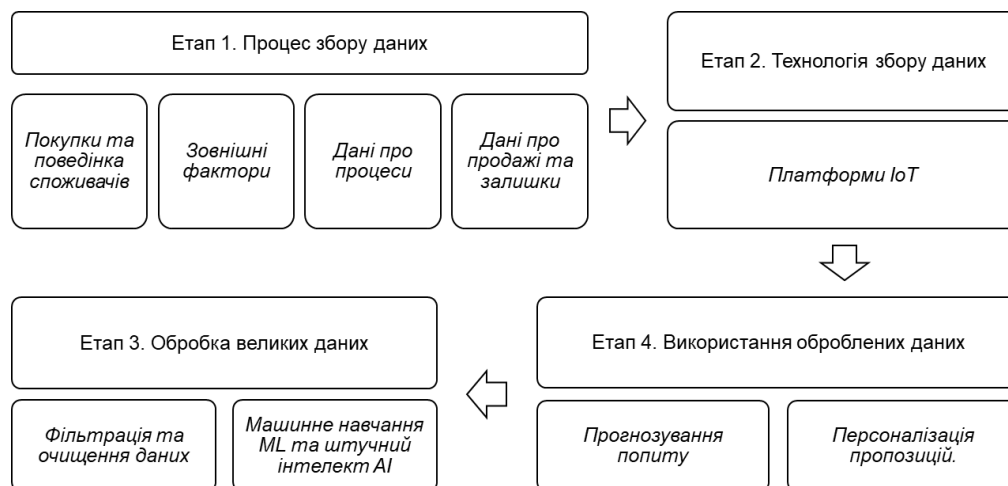 Етап 1. Процес збору даних
Покупки та
поведінка
споживачів
Зовнішні
фактори
Дані про
процеси
Дані про
продажі та
залишки
Етап 2. Технологія збору даних
Платформи IoT
Етап 3. Обробка великих даних
Фільтрація та
очищення даних
Машинне навчання
ML та штучний
інтелект AI
Етап 4. Використання оброблених даних
Прогнозування
попиту
Персоналізація
пропозицій.